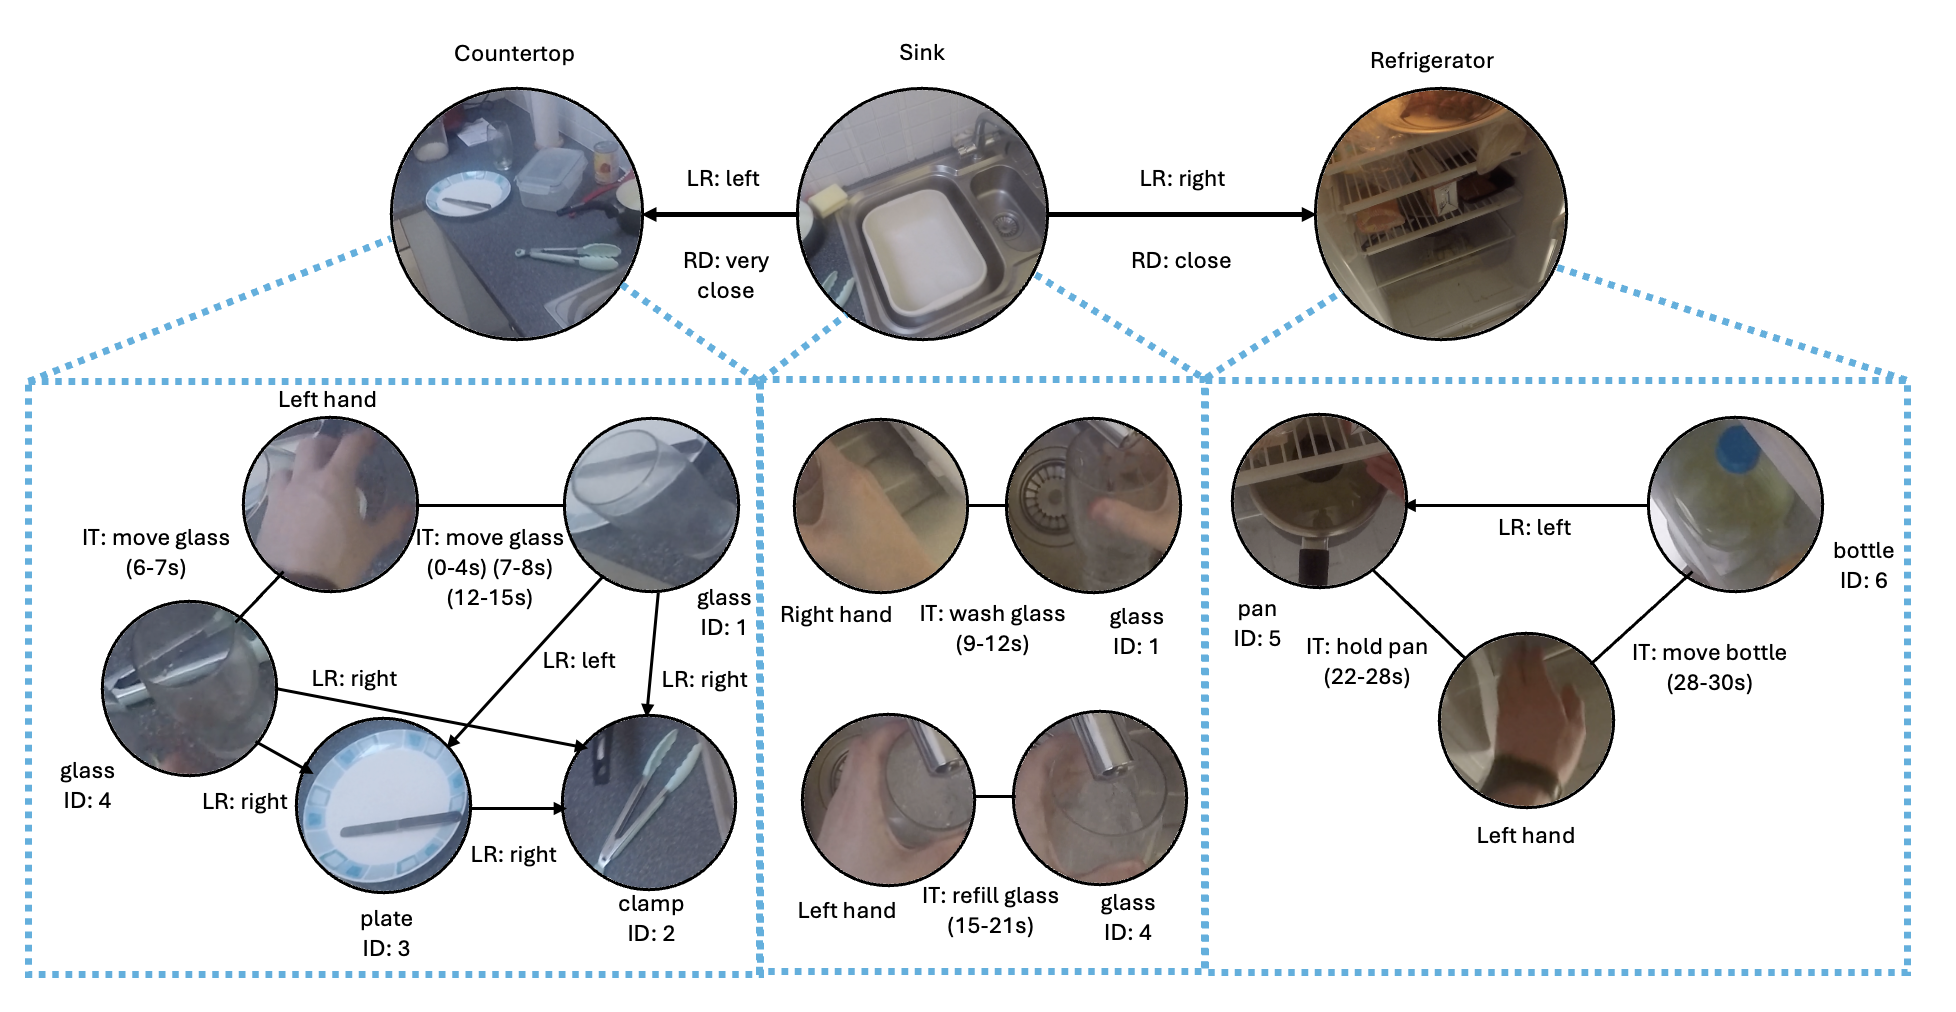 Countertop
Sink
Refrigerator
LR: left
LR: right
RD: very
close
RD: close
Left hand
IT: move glass
(6-7s)
IT: move glass
(0-4s) (7-8s)
(12-15s)
glass
ID: 1
LR: left
LR: right
LR: right
glass
ID: 4
LR: right
LR: right
plate
ID: 3
clamp
ID: 2
Right hand
IT: wash glass
(9-12s)
glass
ID: 1
Left hand
IT: refill glass
(15-21s)
glass
ID: 4
LR: left
bottle
ID: 6
pan
ID: 5
IT: hold pan
(22-28s)
IT: move bottle
(28-30s)
Left hand